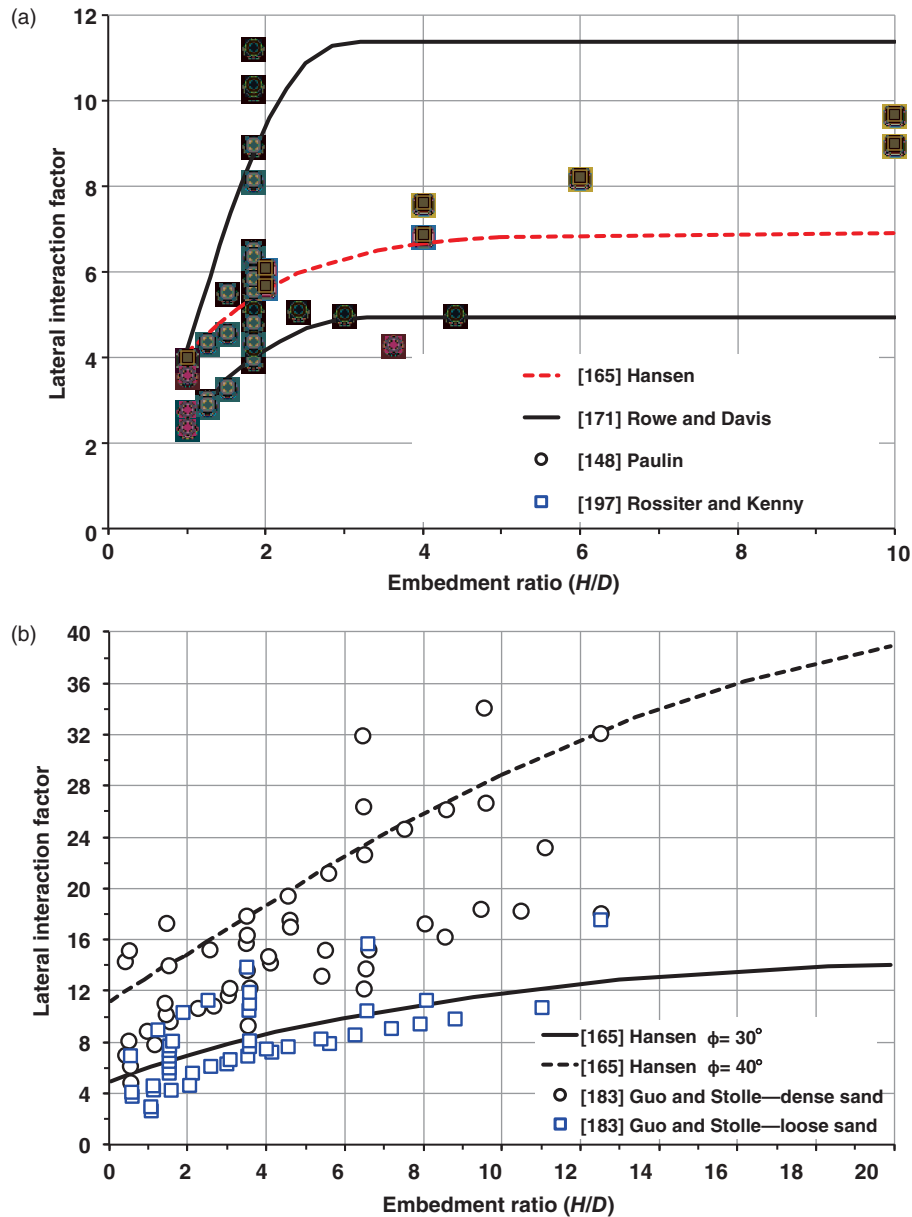 (a)
12
10
8
6
4
2
0
Lateral interaction factor
[165] Hansen
[171] Rowe and Davis
[148] Paulin
[197] Rossiter and Kenny
0 2 4 6 8 10
Embedment ratio (H/D)
(b)
40
36
32
28
24
20
16
12
8
4
0
Lateral interaction factor
[165] Hansen ϕ= 30°
[165] Hansen ϕ= 40°
[183] Guo and Stolle—dense sand
[183] Guo and Stolle—loose sand
0 2 4 6 8 10 12 14 16 18 20
Embedment ratio (H/D)